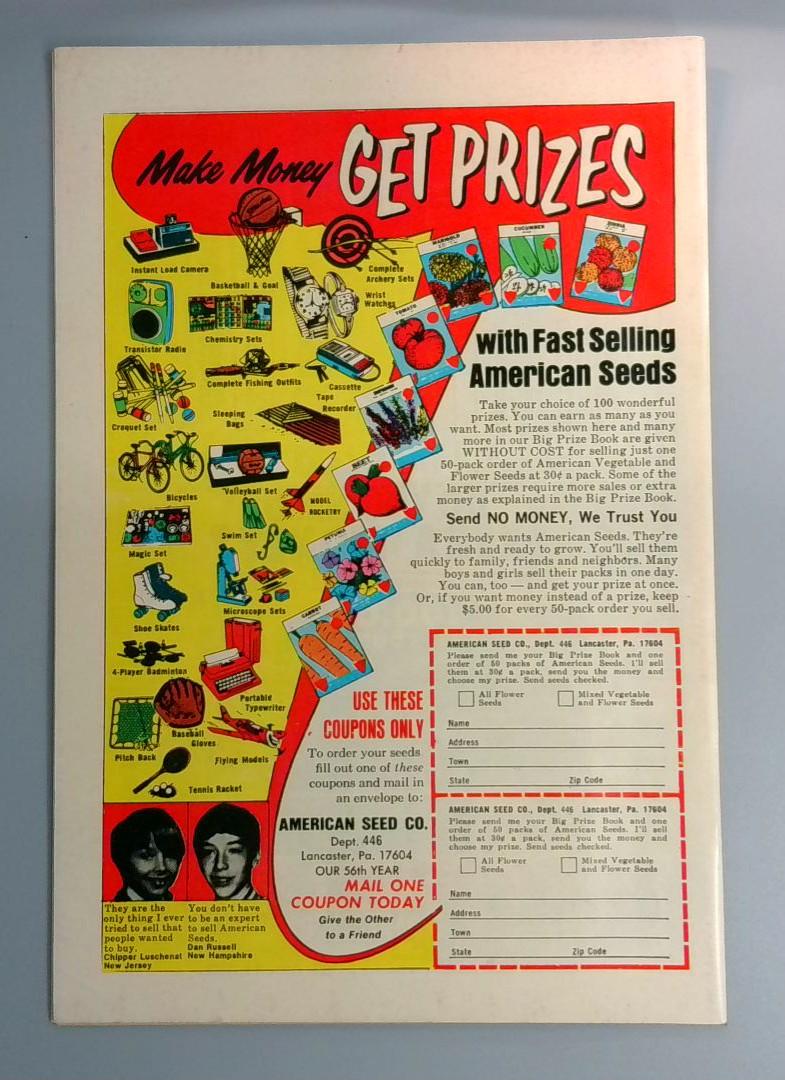 Make Money GET PRIZES
Instant Load Camera
Basketball & Goal
Complete
Archery Sets
Wrist
Watches
Transistor Radio
Chemistry Sets
Complete Fishing Outfits
Cassette
Tape
Recorder
Croquet Set
Sleeping
Bags
Bicycles
Volleyball Set
MODEL
ROCKETRY
Magic Set
Swim Set
Shoe Skates
Microscope Sets
4-Player Badminton
Portable
Typewriter
Pitch Back
Baseball
Gloves
Flying Models
Tennis Racket
MARIGOLD
CUCUMBER
ZINNIA
TOMATO
BEET
PETUNIA
CARROT
with Fast Selling
American Seeds
Take your choice of 100 wonderful
prizes. You can earn as many as you
want. Most prizes shown here and many
more in our Big Prize Book are given
WITHOUT COST for selling just one
50-pack order of American Vegetable and
Flower Seeds at 30¢ a pack. Some of the
larger prizes require more sales or extra
money as explained in the Big Prize Book.
Send NO MONEY, We Trust You
Everybody wants American Seeds. They're
fresh and ready to grow. You'll sell them
quickly to family, friends and neighbors. Many
boys and girls sell their packs in one day.
You can, too — and get your prize at once.
Or, if you want money instead of a prize, keep
$5.00 for every 50-pack order you sell.
USE THESE
COUPONS ONLY
To order your seeds
fill out one of these
coupons and mail in
an envelope to:
AMERICAN SEED CO.
Dept. 446
Lancaster, Pa. 17604
OUR 56th YEAR
MAIL ONE
COUPON TODAY
Give the Other
to a Friend
AMERICAN SEED CO., Dept. 446 Lancaster, Pa. 17604
Please send me your Big Prize Book and one
order of 50 packs of American Seeds. I'll sell
them at 30¢ a pack, send you the money and
choose my prize. Send seeds checked.
All Flower
Seeds
Mixed Vegetable
and Flower Seeds
Name
Address
Town
State Zip Code
AMERICAN SEED CO., Dept. 446 Lancaster, Pa. 17604
Please send me your Big Prize Book and one
order of 50 packs of American Seeds. I'll sell
them at 30¢ a pack, send you the money and
choose my prize. Send seeds checked.
All Flower
Seeds
Mixed Vegetable
and Flower Seeds
Name
Address
Town
State Zip Code
They are the
only thing I ever
tried to sell that
people wanted
to buy.
Chipper Luschenat
New Jersey
You don't have
to be an expert
to sell American
Seeds.
Dan Russell
New Hampshire